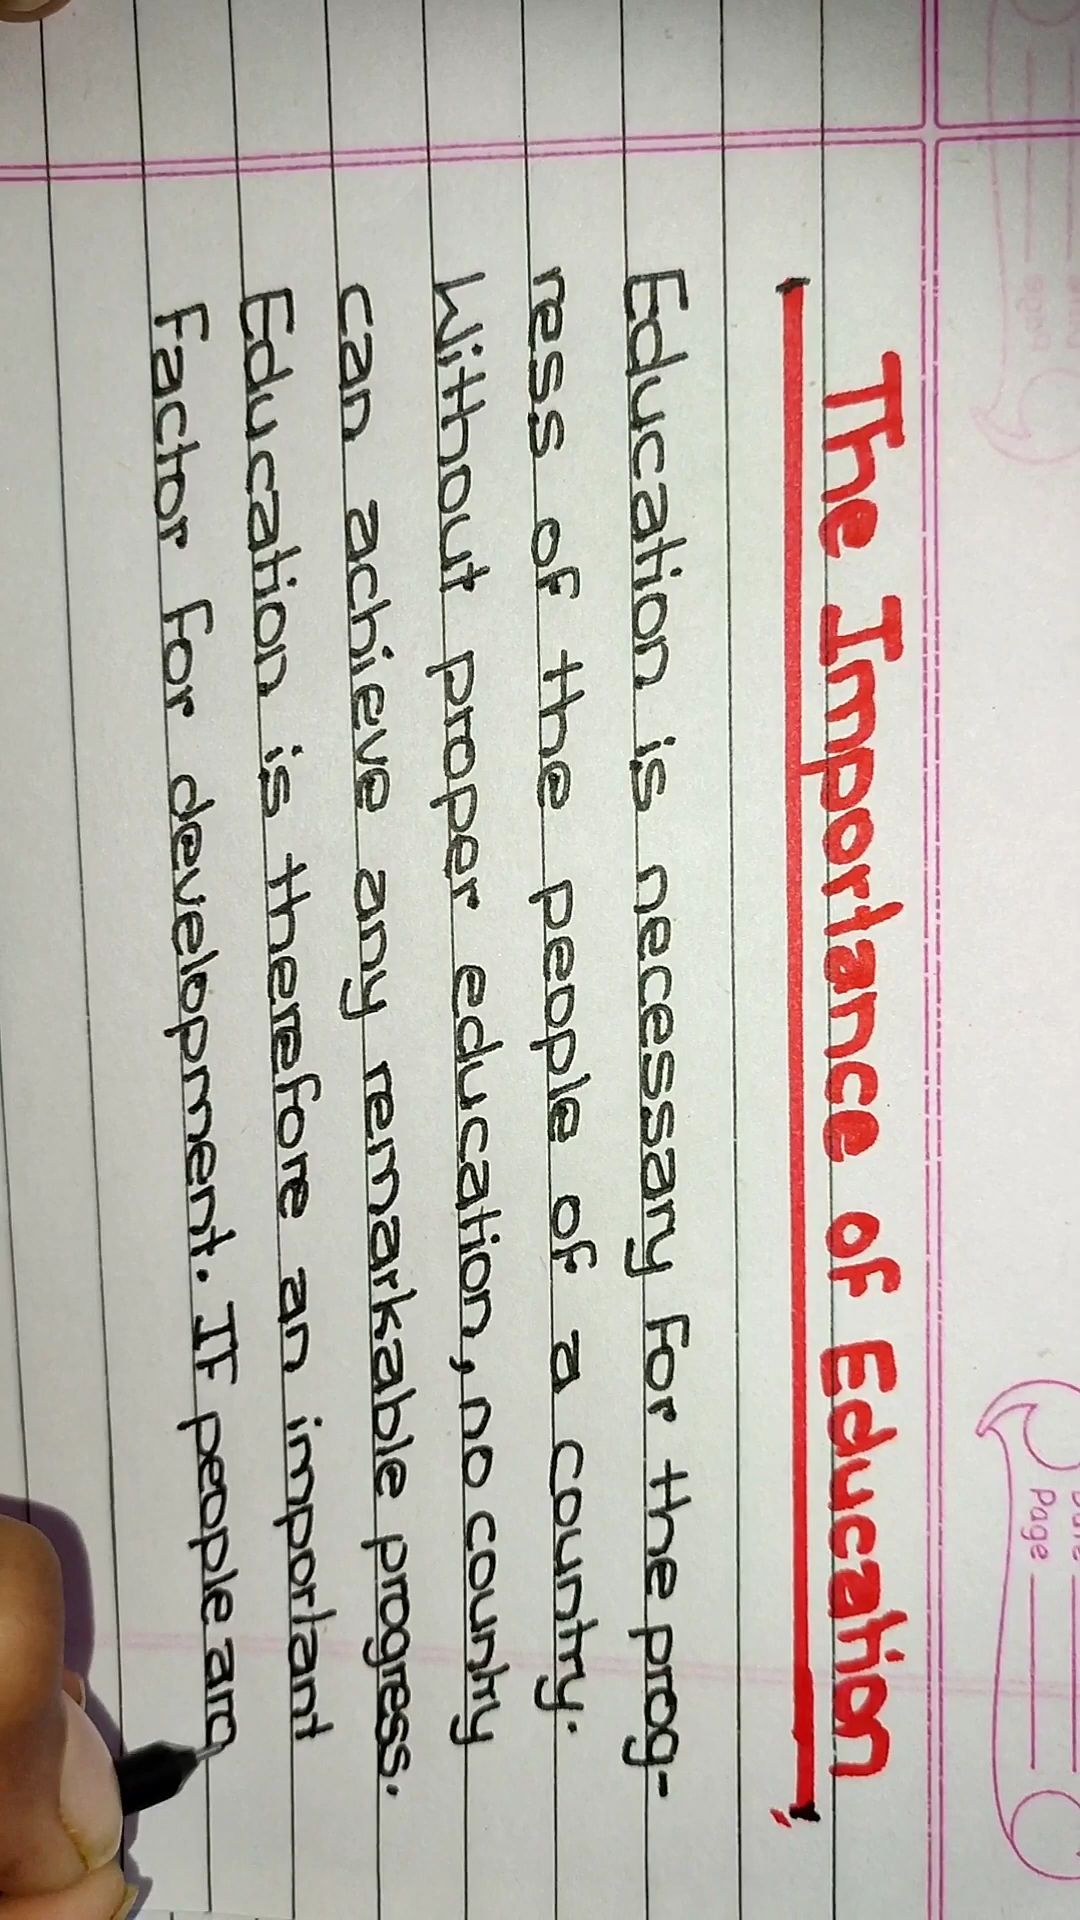 Page
The Importance of Education
Education is necessary for the prog-
ress of the people of a country.
Without proper education, no country
can achieve any remarkable progress.
Education is therefore an important
factor for development. If people are